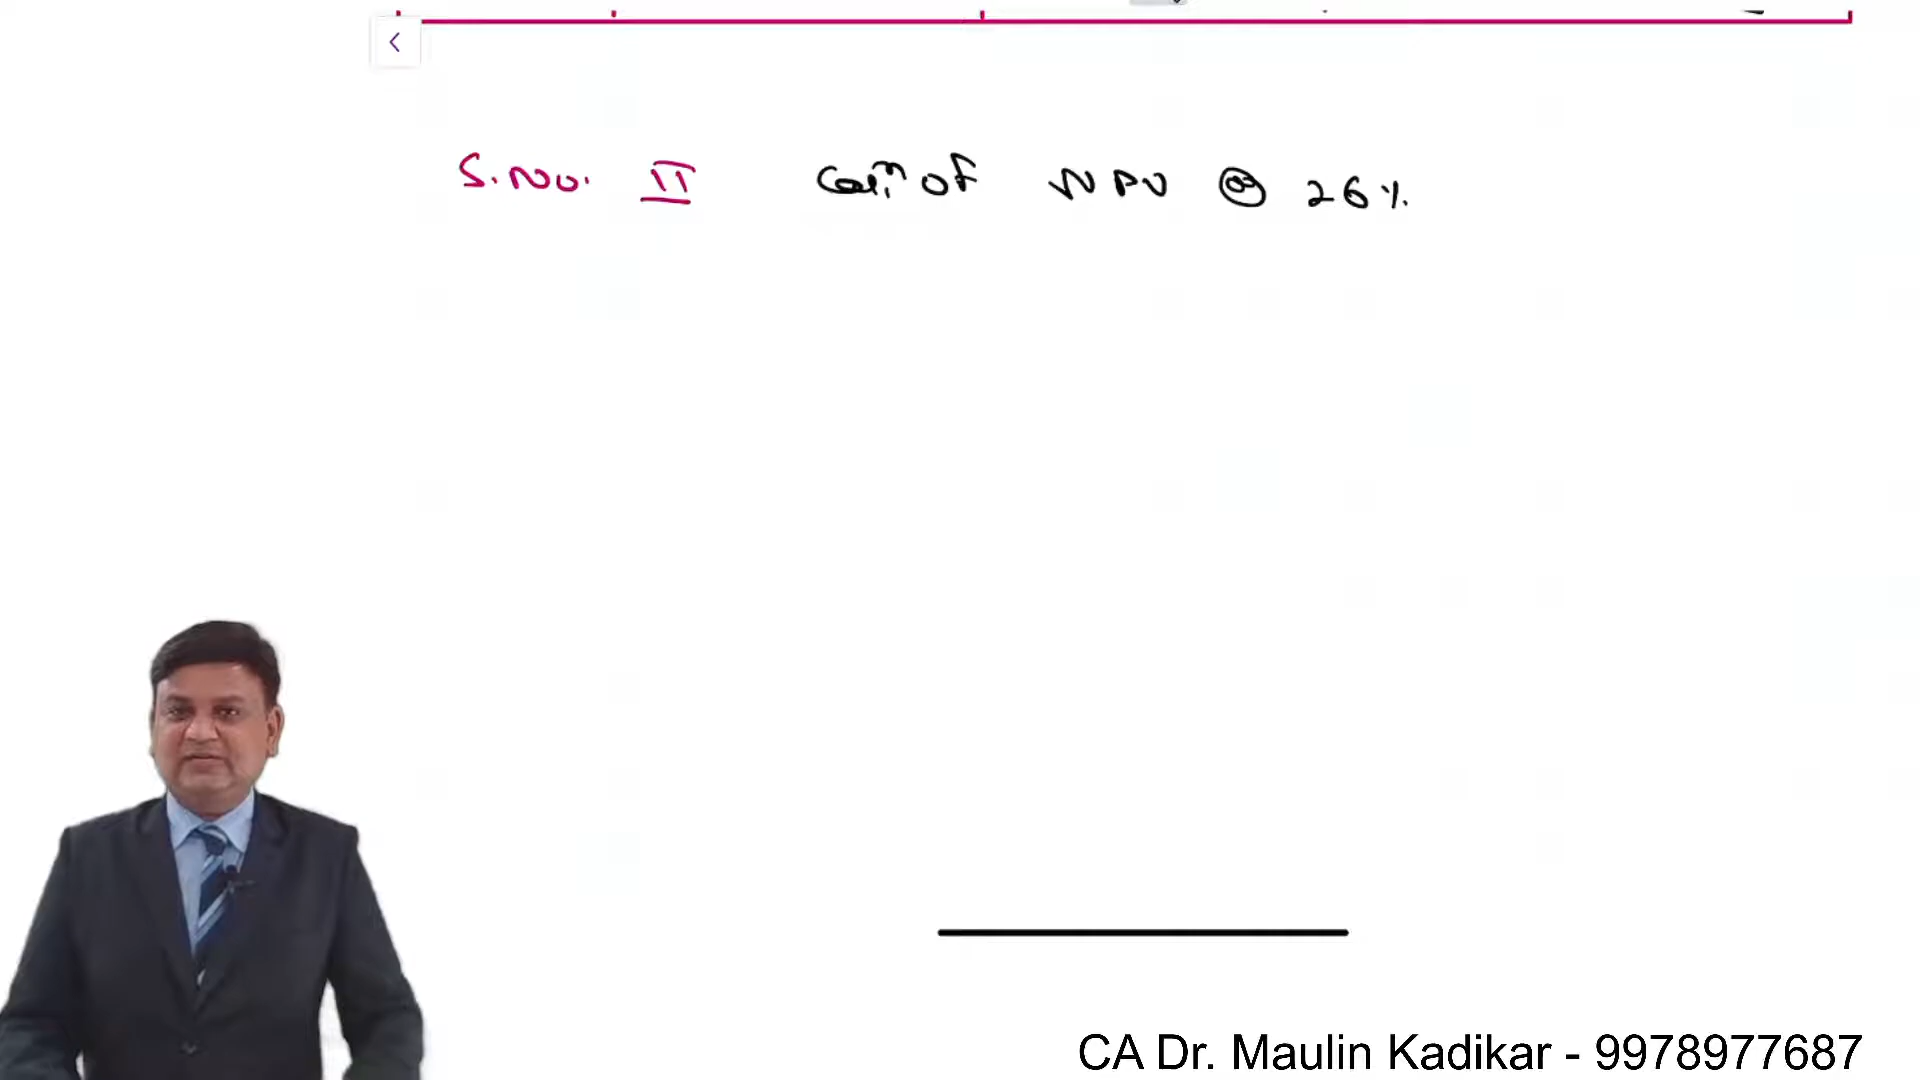 S.No. II Caln of NPV @ 26%.
CA Dr. Maulin Kadikar - 9978977687